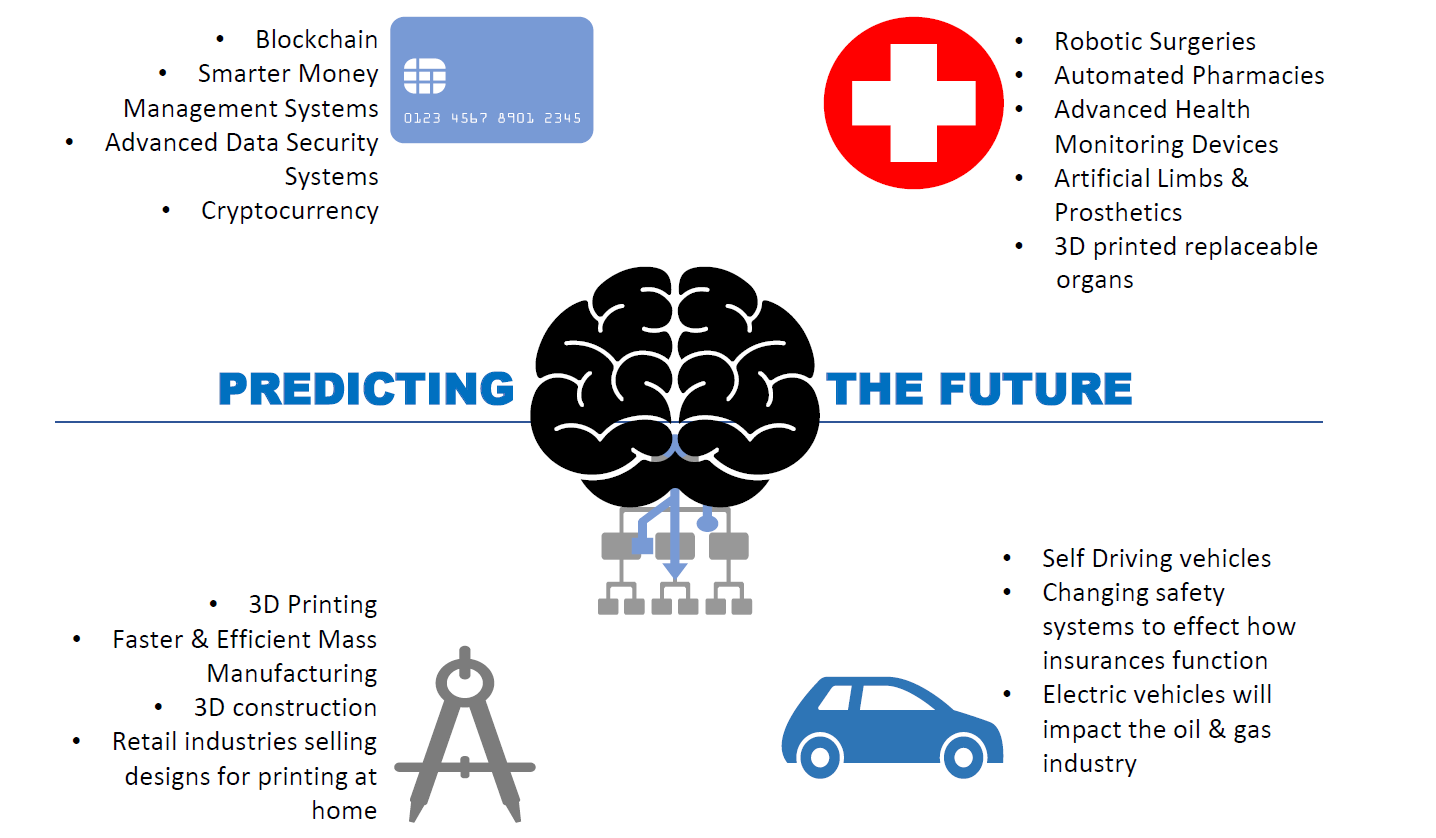 • Blockchain
• Smarter Money
Management Systems
• Advanced Data Security
Systems
• Cryptocurrency
0123 4567 8901 2345
• Robotic Surgeries
• Automated Pharmacies
• Advanced Health
Monitoring Devices
• Artificial Limbs &
Prosthetics
• 3D printed replaceable
organs
PREDICTING THE FUTURE
• 3D Printing
• Faster & Efficient Mass
Manufacturing
• 3D construction
• Retail industries selling
designs for printing at
home
• Self Driving vehicles
• Changing safety
systems to effect how
insurances function
• Electric vehicles will
impact the oil & gas
industry